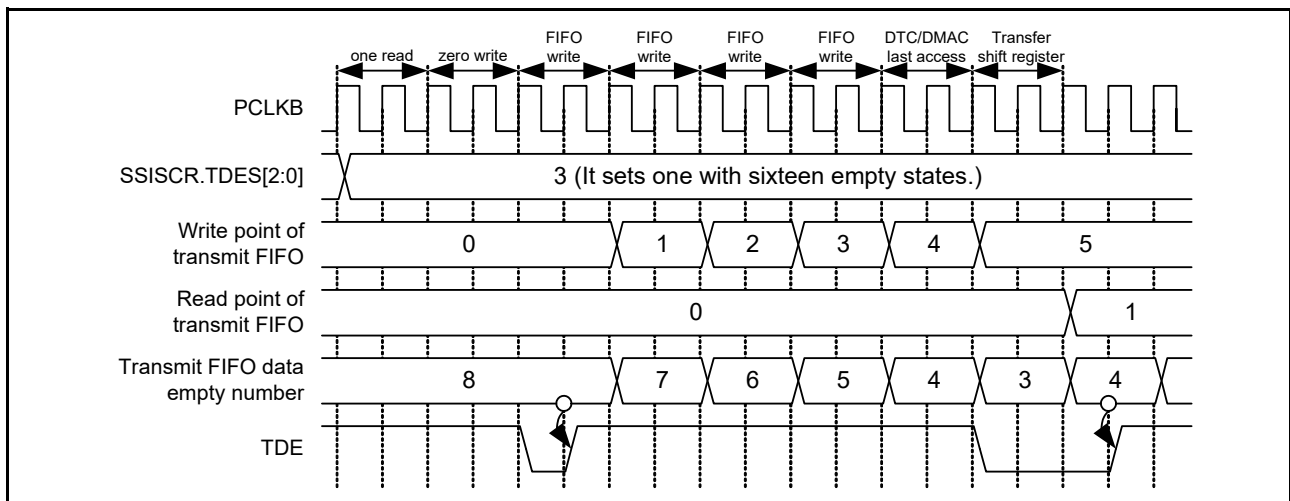 one read
zero write
FIFO
write
FIFO
write
FIFO
write
FIFO
write
DTC/DMAC
last access
Transfer
shift register
PCLKB
SSISCR.TDES[2:0]
3 (It sets one with sixteen empty states.)
Write point of
transmit FIFO
0 1 2 3 4 5
Read point of
transmit FIFO
0 1
Transmit FIFO data
empty number
8 7 6 5 4 3 4
TDE